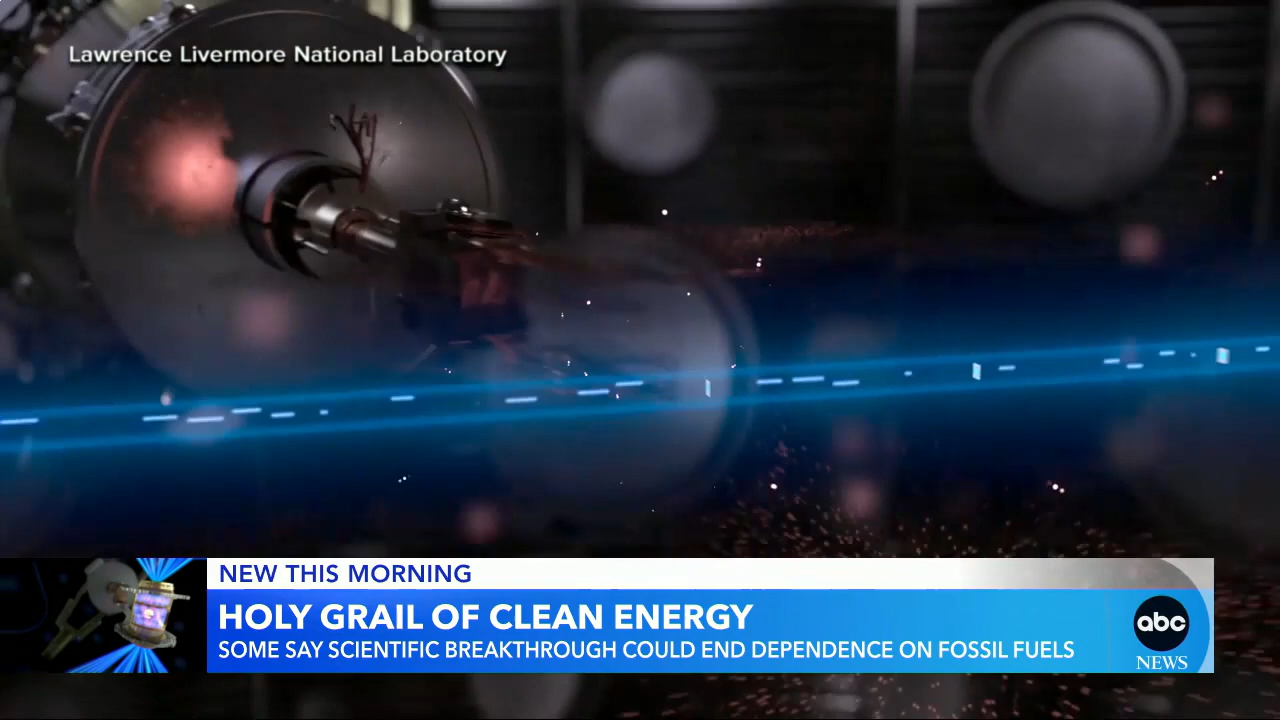 Lawrence Livermore National Laboratory
NEW THIS MORNING
HOLY GRAIL OF CLEAN ENERGY
SOME SAY SCIENTIFIC BREAKTHROUGH COULD END DEPENDENCE ON FOSSIL FUELS
abc
NEWS